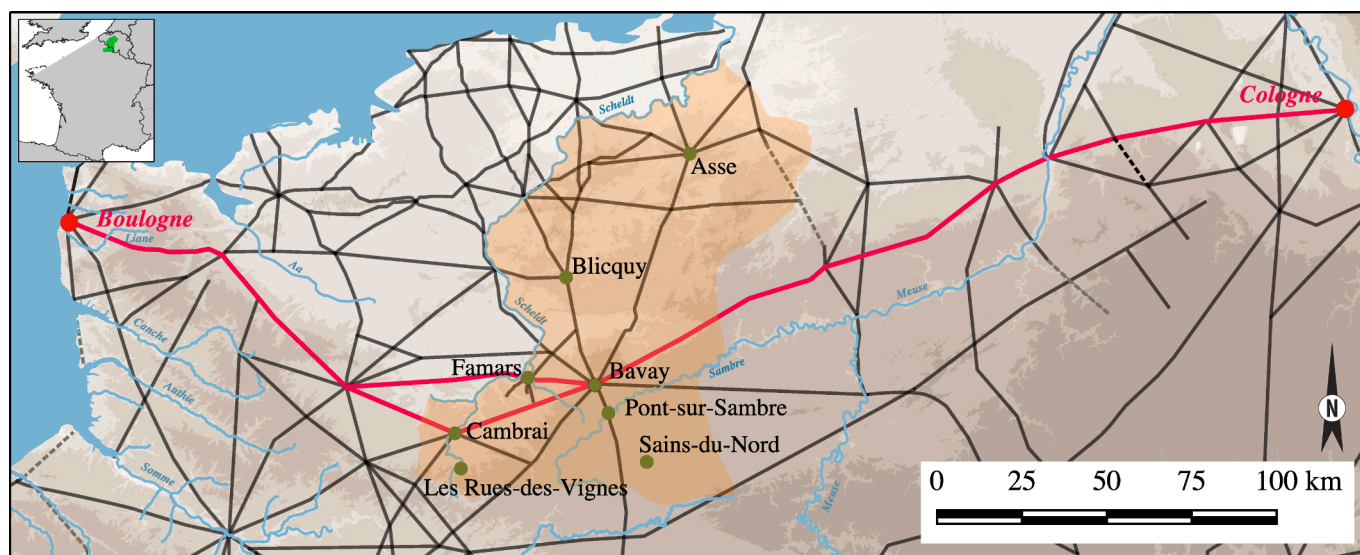 Scheldt
Cologne
Asse
Boulogne
Liane
Aa
Blicquy
Meuse
Scheldt
Canche
Famars
Bavay
Sambre
Authie
Pont-sur-Sambre
Cambrai
Sains-du-Nord
N
Somme
Les Rues-des-Vignes
Meuse
0 25 50 75 100 km